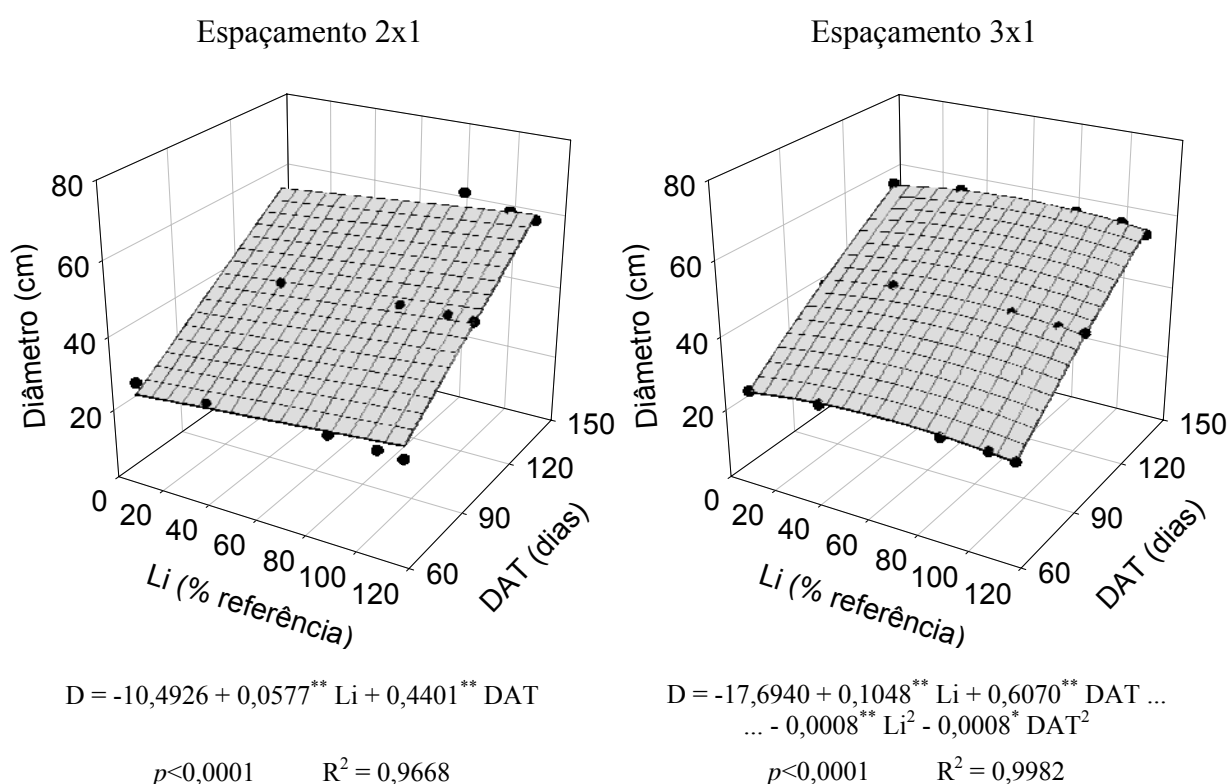 Espaçamento 2x1
Espaçamento 3x1
Diâmetro (cm)
80
60
40
20
0
20
40
60
80
100
120
Li (% referência)
60
90
120
150
DAT (dias)
Diâmetro (cm)
80
60
40
20
0
20
40
60
80
100
120
Li (% referência)
60
90
120
150
DAT (dias)
D = -10,4926 + 0,0577** Li + 0,4401** DAT
p<0,0001 R² = 0,9668
D = -17,6940 + 0,1048** Li + 0,6070** DAT ...
... - 0,0008** Li² - 0,0008* DAT²
p<0,0001 R² = 0,9982